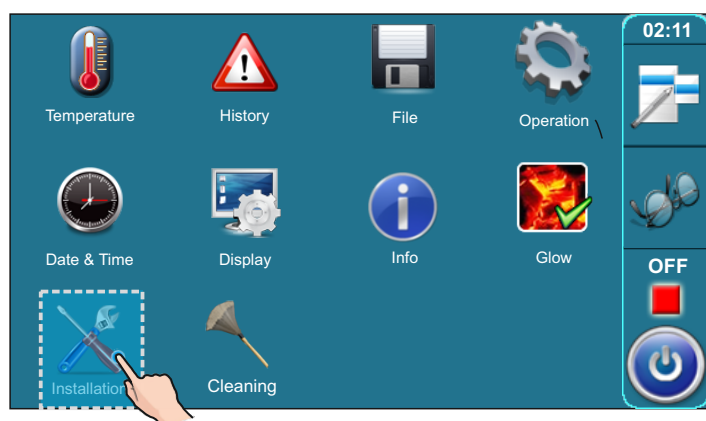 02:11
Temperature
History
File
Operation
Date & Time
Display
Info
Glow
OFF
Installation
Cleaning